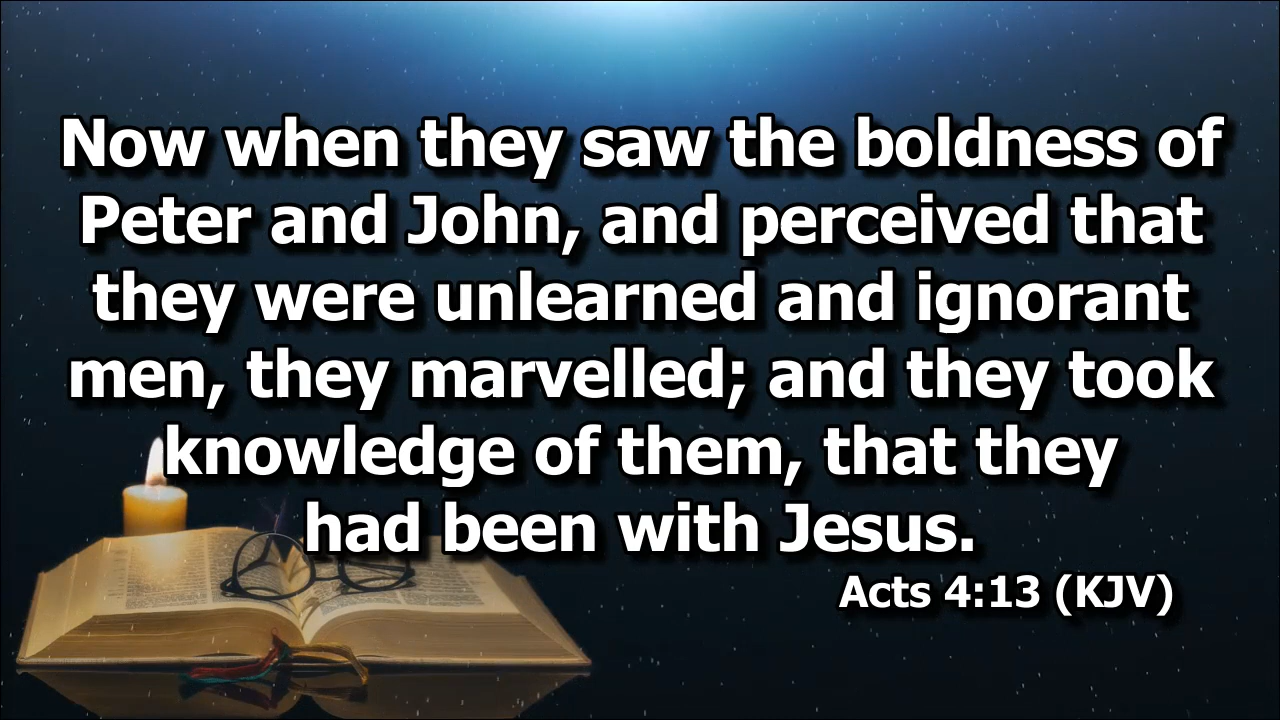 Now when they saw the boldness of
Peter and John, and perceived that
they were unlearned and ignorant
men, they marvelled; and they took
knowledge of them, that they
had been with Jesus.
Acts 4:13 (KJV)